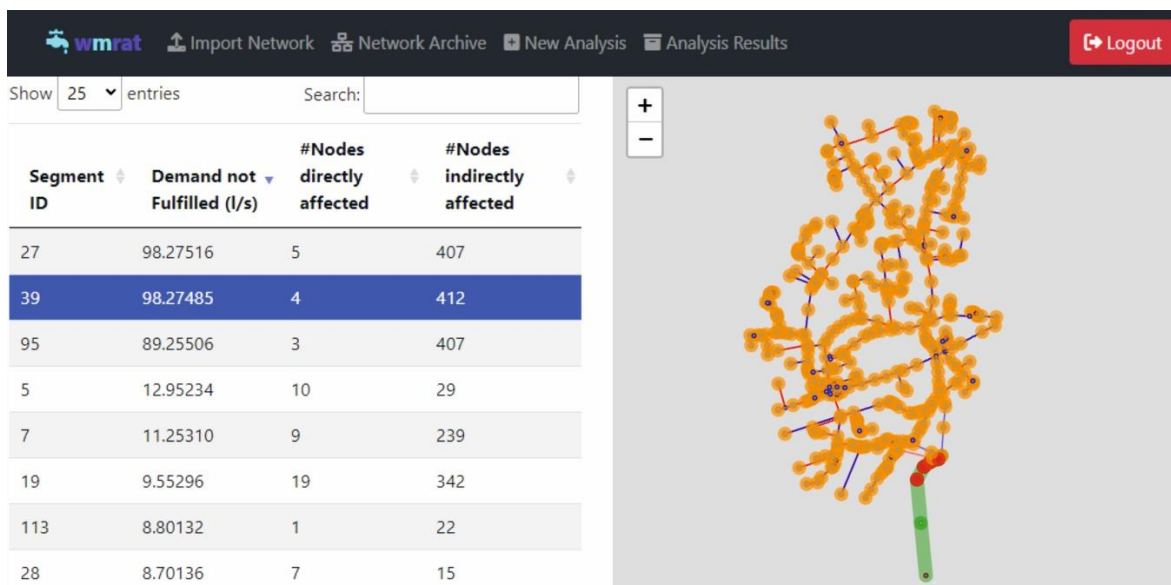 wmrat Import Network Network Archive New Analysis Analysis Results Logout
Show 25 entries Search:
Segment ID Demand not Fulfilled (l/s) #Nodes directly affected #Nodes indirectly affected
27 98.27516 5 407
39 98.27485 4 412
95 89.25506 3 407
5 12.95234 10 29
7 11.25310 9 239
19 9.55296 19 342
113 8.80132 1 22
28 8.70136 7 15
+
−